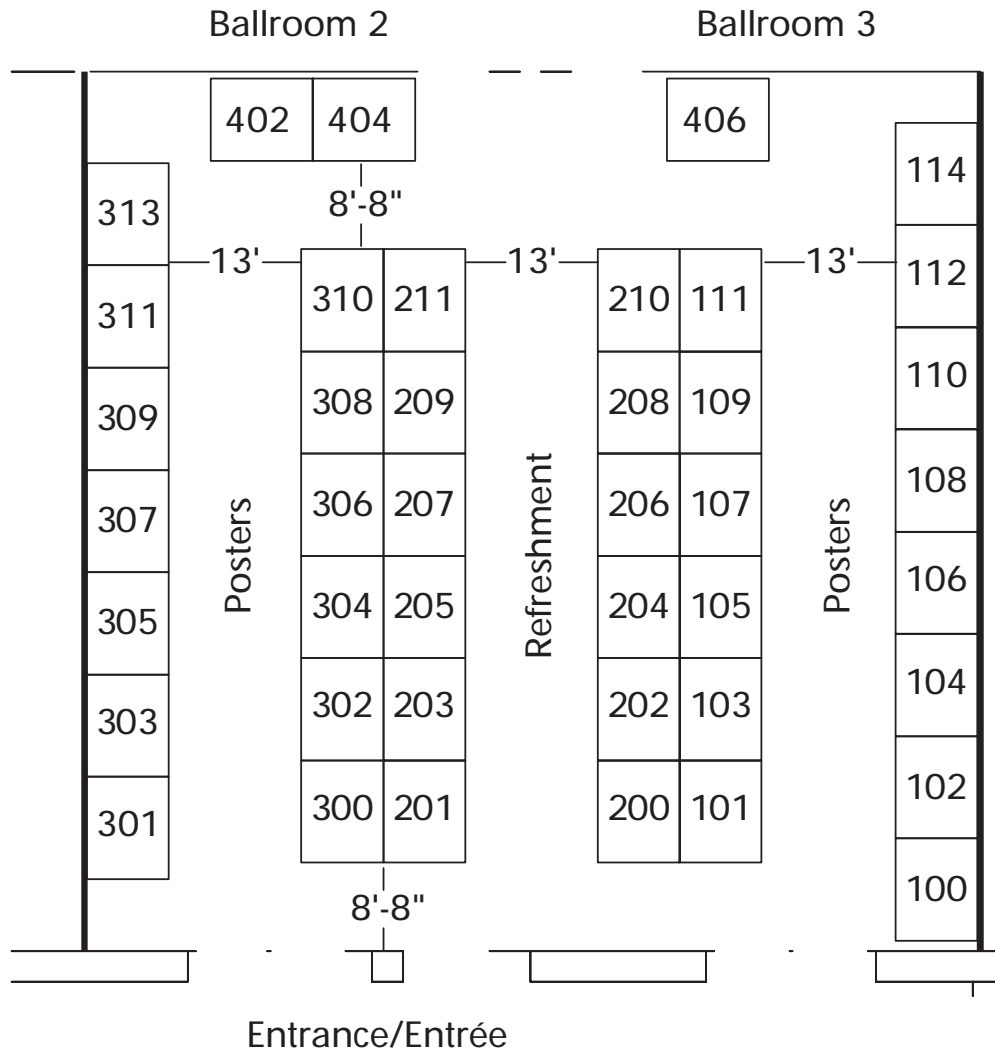 Ballroom 2 Ballroom 3
402 404 406
114
313 8'-8"
13' 13' 13' 112
310 211 210 111
311
110
309 308 209 208 109
108
307 306 207 206 107
Posters Refreshment Posters
106
305 304 205 204 105
104
303 302 203 202 103
102
301 300 201 200 101
100
8'-8"
Entrance/Entrée